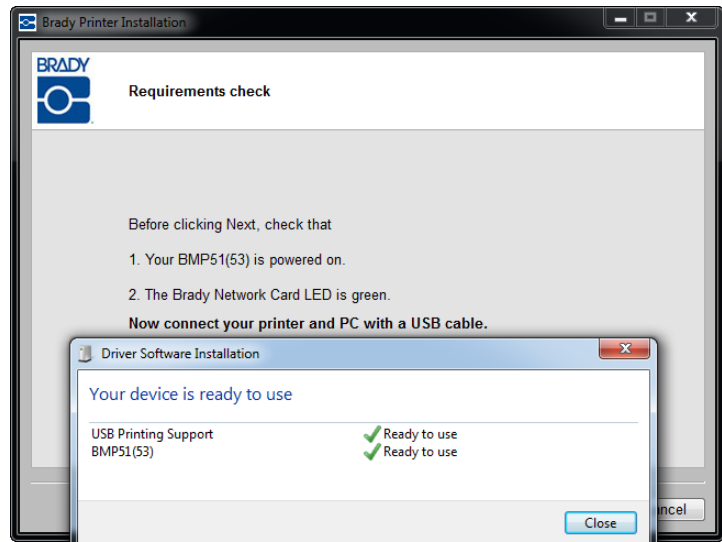 Brady Printer Installation
BRADY
Requirements check
Before clicking Next, check that
1. Your BMP51(53) is powered on.
2. The Brady Network Card LED is green.
Now connect your printer and PC with a USB cable.
Driver Software Installation
Your device is ready to use
USB Printing Support Ready to use
BMP51(53) Ready to use
Close